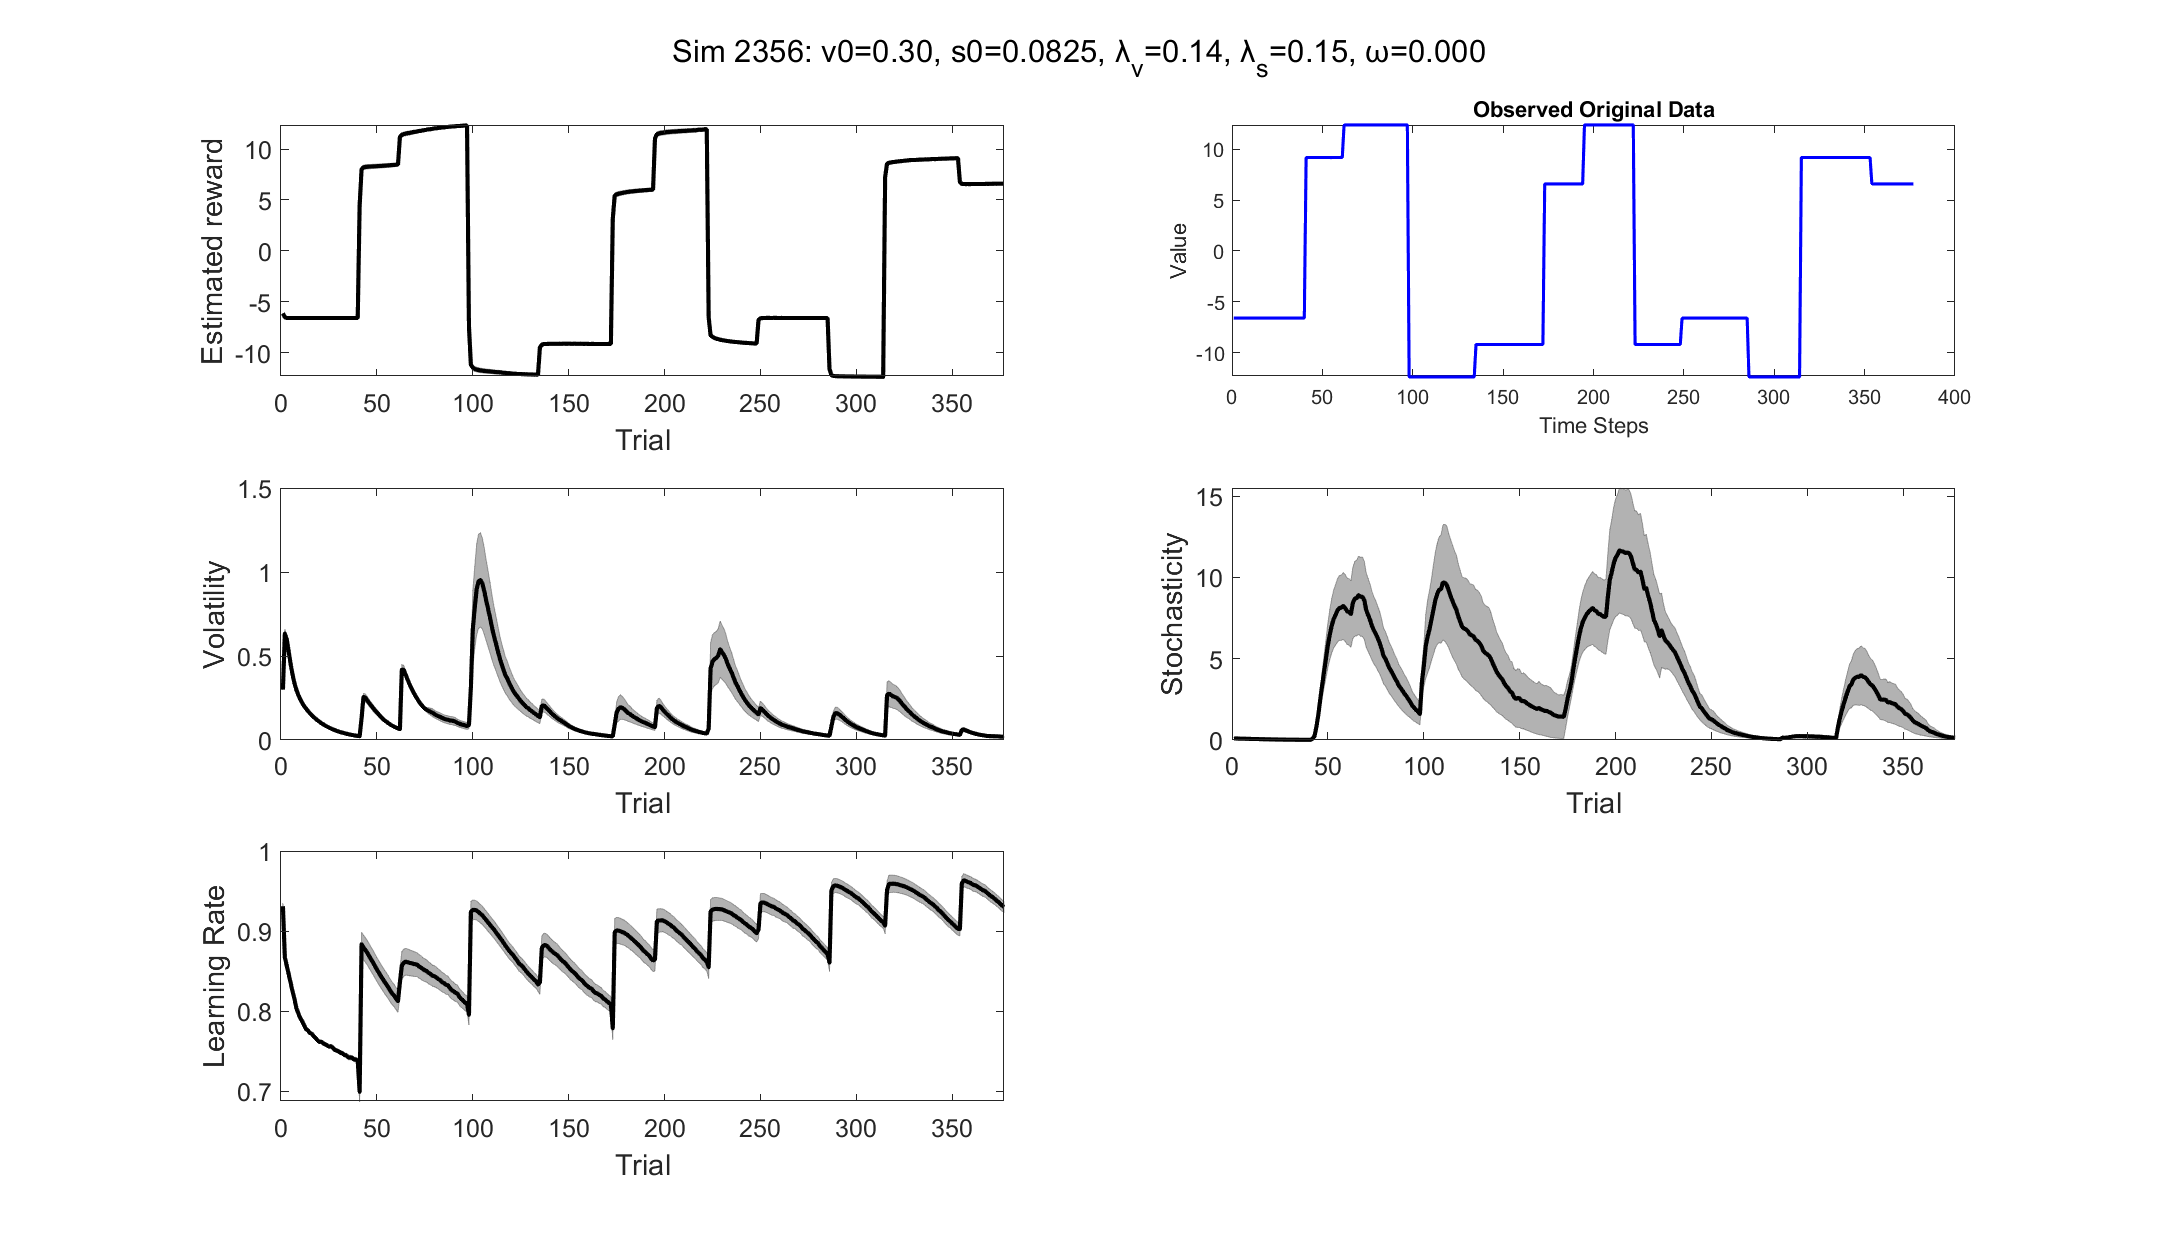 Sim 2356: v0=0.30, s0=0.0825, λ_v=0.14, λ_s=0.15, ω=0.000
Estimated reward
10
5
0
-5
-10
0 50 100 150 200 250 300 350
Trial
Observed Original Data
Value
10
5
0
-5
-10
0 50 100 150 200 250 300 350 400
Time Steps
Volatility
1.5
1
0.5
0
0 50 100 150 200 250 300 350
Trial
Stochasticity
15
10
5
0
0 50 100 150 200 250 300 350
Trial
Learning Rate
1
0.9
0.8
0.7
0 50 100 150 200 250 300 350
Trial